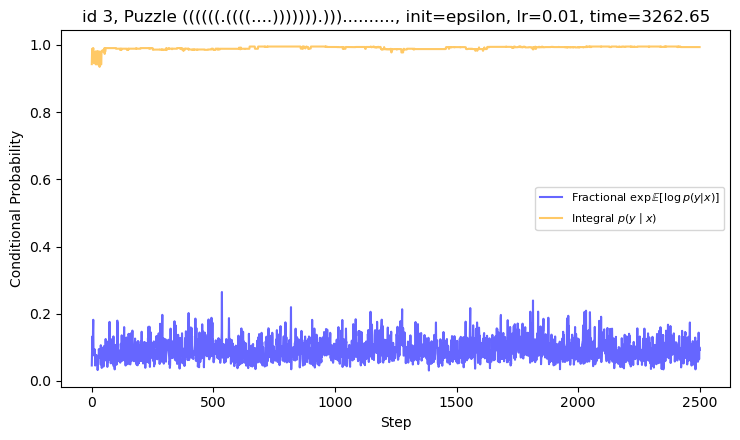 id 3, Puzzle ((((((.((((....))))))).))).........., init=epsilon, lr=0.01, time=3262.65
Conditional Probability
1.0
0.8
0.6
0.4
0.2
0.0
Fractional exp𝔼[log p(y|x)]
Integral p(y | x)
0
500
1000
1500
2000
2500
Step